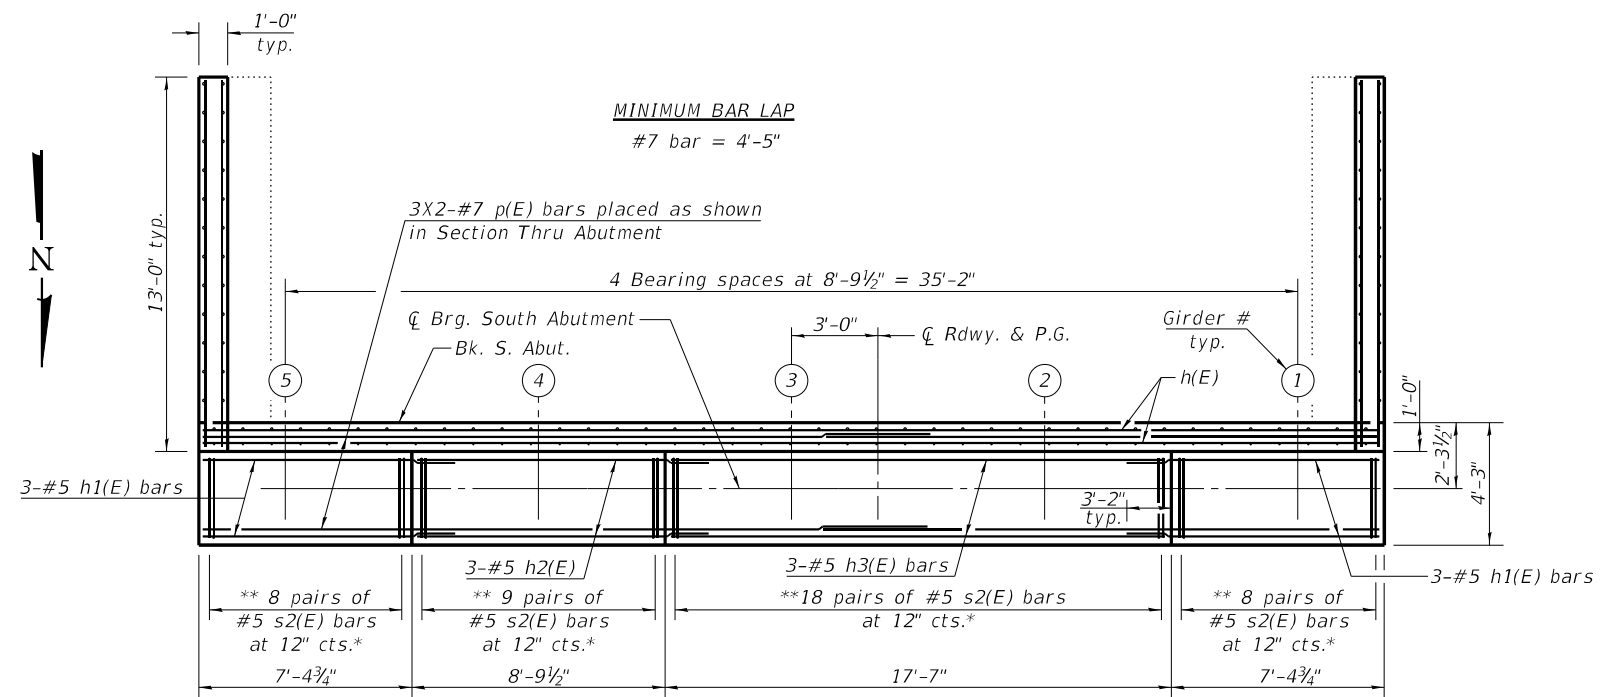 1'-0"
typ.
MINIMUM BAR LAP
#7 bar = 4'-5"
13'-0" typ.
N
3X2-#7 p(E) bars placed as shown
in Section Thru Abutment
4 Bearing spaces at 8'-9½" = 35'-2"
℄ Brg. South Abutment
Bk. S. Abut.
3'-0"
℄ Rdwy. & P.G.
Girder #
typ.
h(E)
5
4
3
2
1
1'-0"
2'-3½"
4'-3"
3-#5 h1(E) bars
3'-2"
typ.
3-#5 h2(E)
3-#5 h3(E) bars
3-#5 h1(E) bars
** 8 pairs of
#5 s2(E) bars
at 12" cts.*
** 9 pairs of
#5 s2(E) bars
at 12" cts.*
**18 pairs of #5 s2(E) bars
at 12" cts.*
** 8 pairs of
#5 s2(E) bars
at 12" cts.*
7'-4¾"
8'-9½"
17'-7"
7'-4¾"